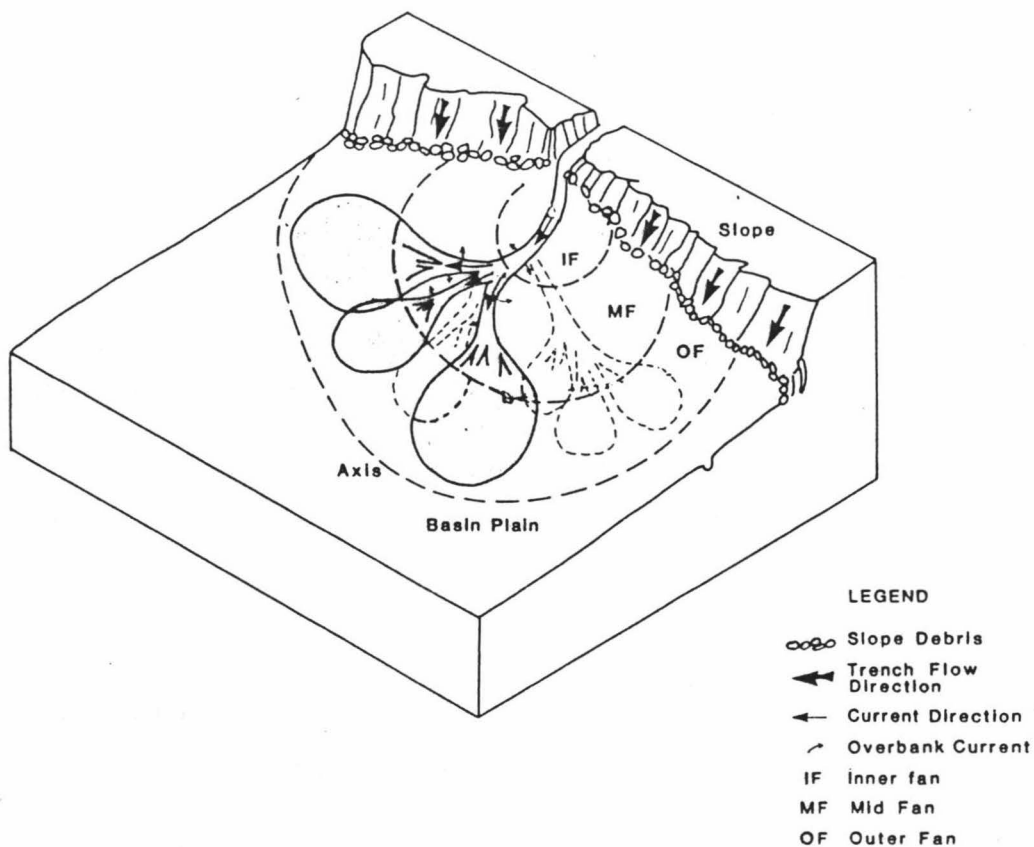 Slope
IF
MF
OF
Axis
Basin Plain
LEGEND
Slope Debris
Trench Flow
Direction
Current Direction
Overbank Current
IF Inner fan
MF Mid Fan
OF Outer Fan